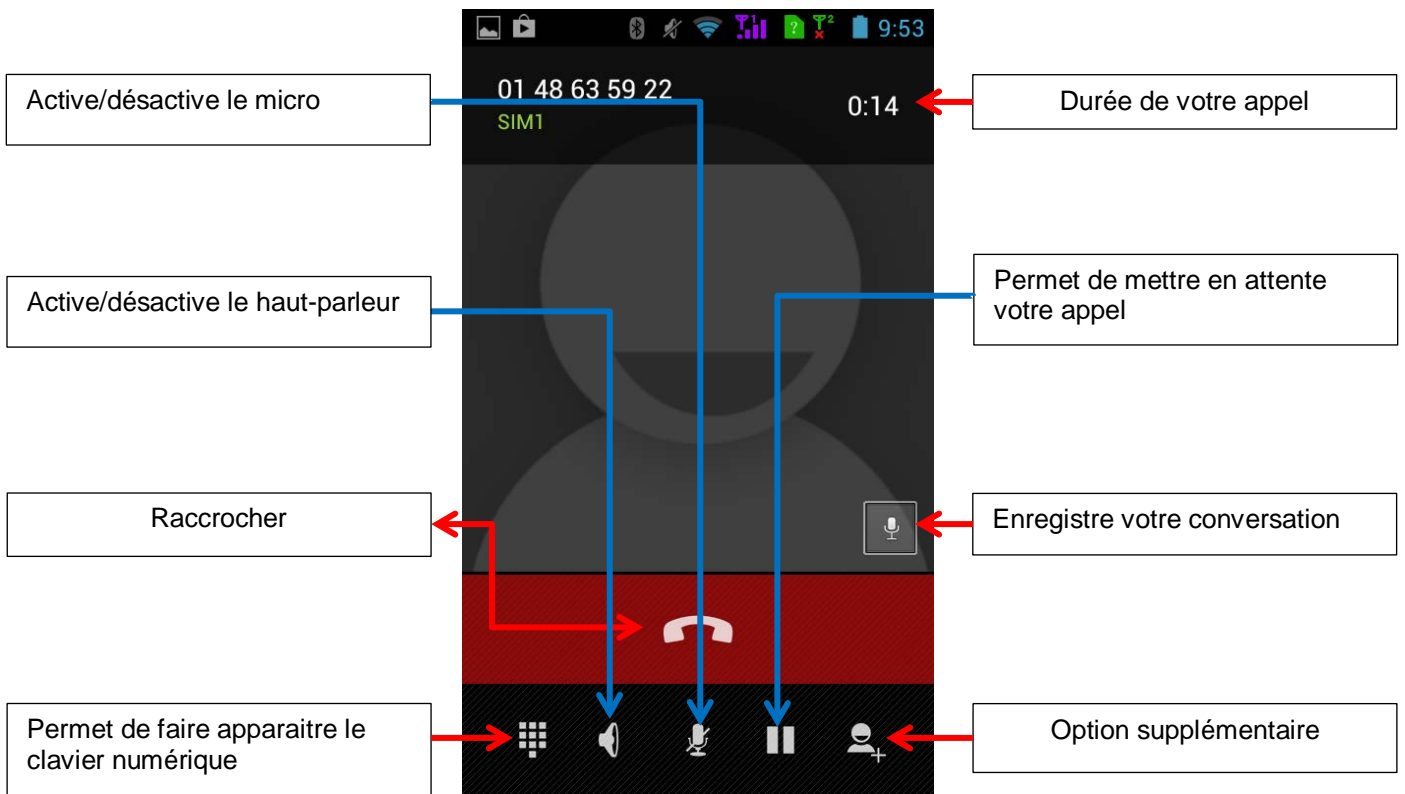 9:53
01 48 63 59 22
SIM1
0:14
Active/désactive le micro
Durée de votre appel
Active/désactive le haut-parleur
Permet de mettre en attente
votre appel
Raccrocher
Enregistre votre conversation
Permet de faire apparaitre le
clavier numérique
Option supplémentaire